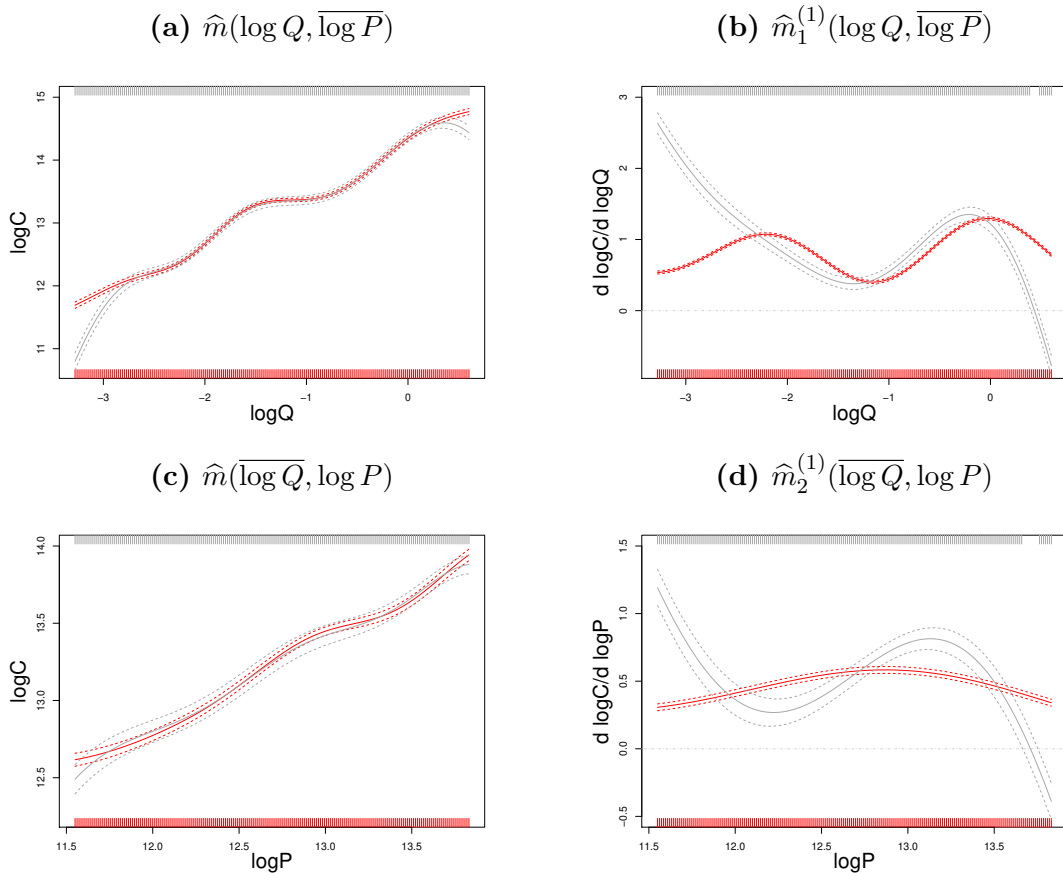 (a) m̂(log Q, \overline{log P})
15
14
13
12
11
logC
−3 −2 −1 0
logQ
(b) m̂₁⁽¹⁾(log Q, \overline{log P})
3
2
1
0
d logC/d logQ
−3 −2 −1 0
logQ
(c) m̂(\overline{log Q}, log P)
14.0
13.5
13.0
12.5
logC
11.5 12.0 12.5 13.0 13.5
logP
(d) m̂₂⁽¹⁾(\overline{log Q}, log P)
1.5
1.0
0.5
0.0
−0.5
d logC/d logP
11.5 12.0 12.5 13.0 13.5
logP